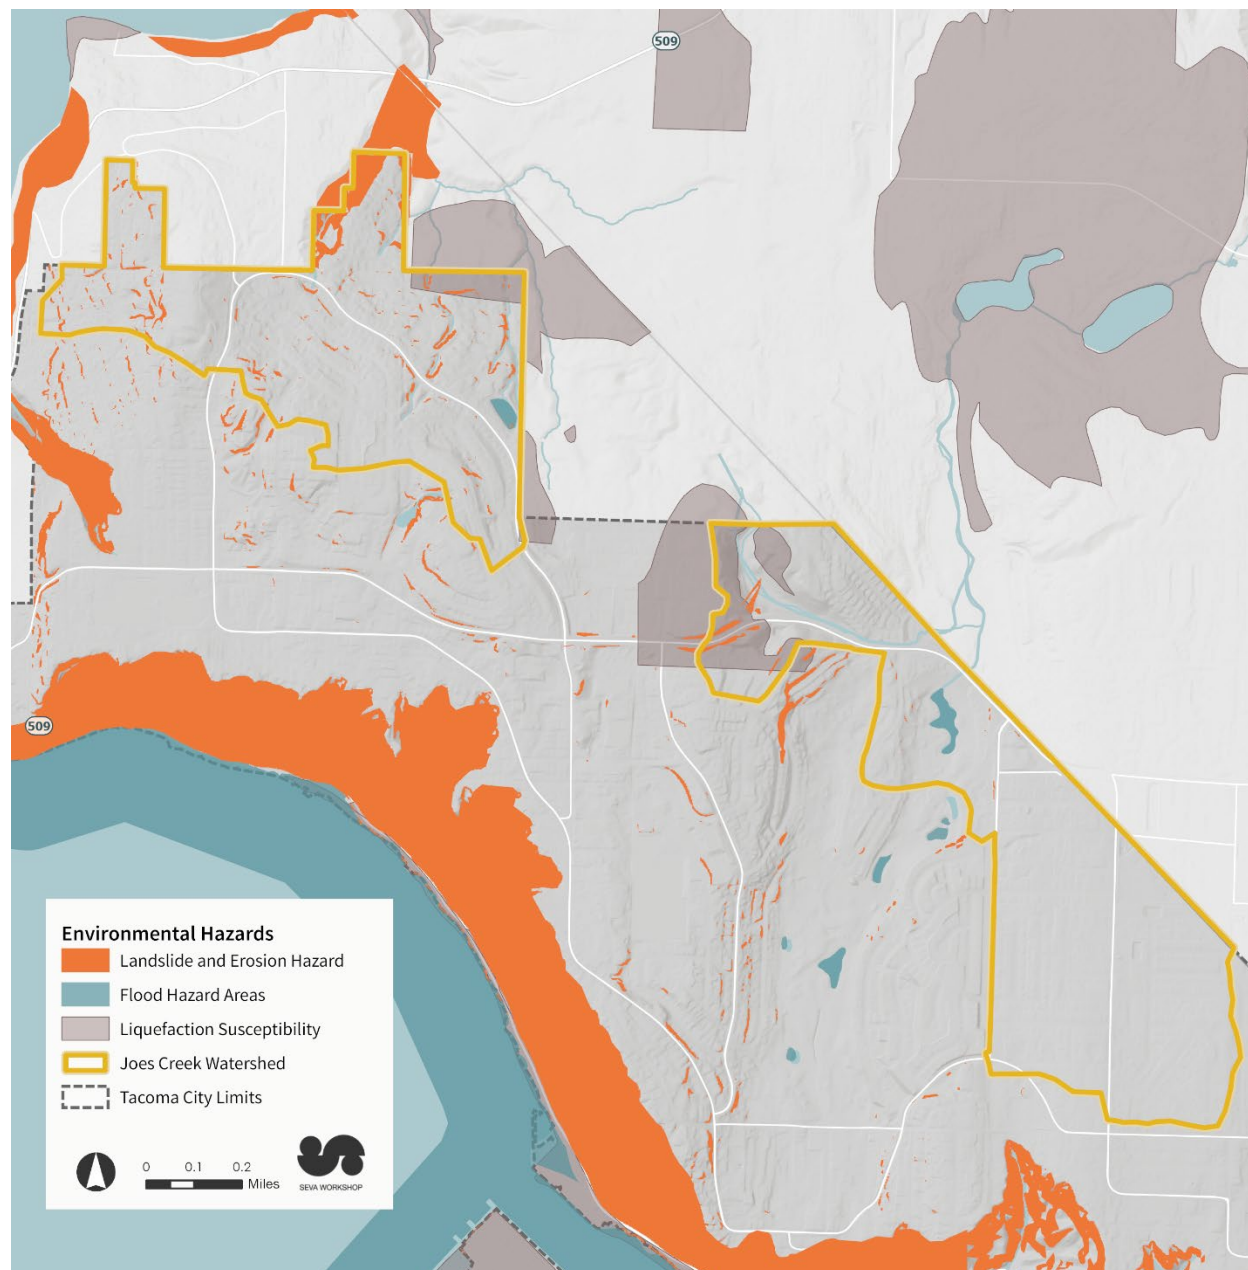 509
509
Environmental Hazards
Landslide and Erosion Hazard
Flood Hazard Areas
Liquefaction Susceptibility
Joes Creek Watershed
Tacoma City Limits
0 0.1 0.2
Miles
SEVA WORKSHOP